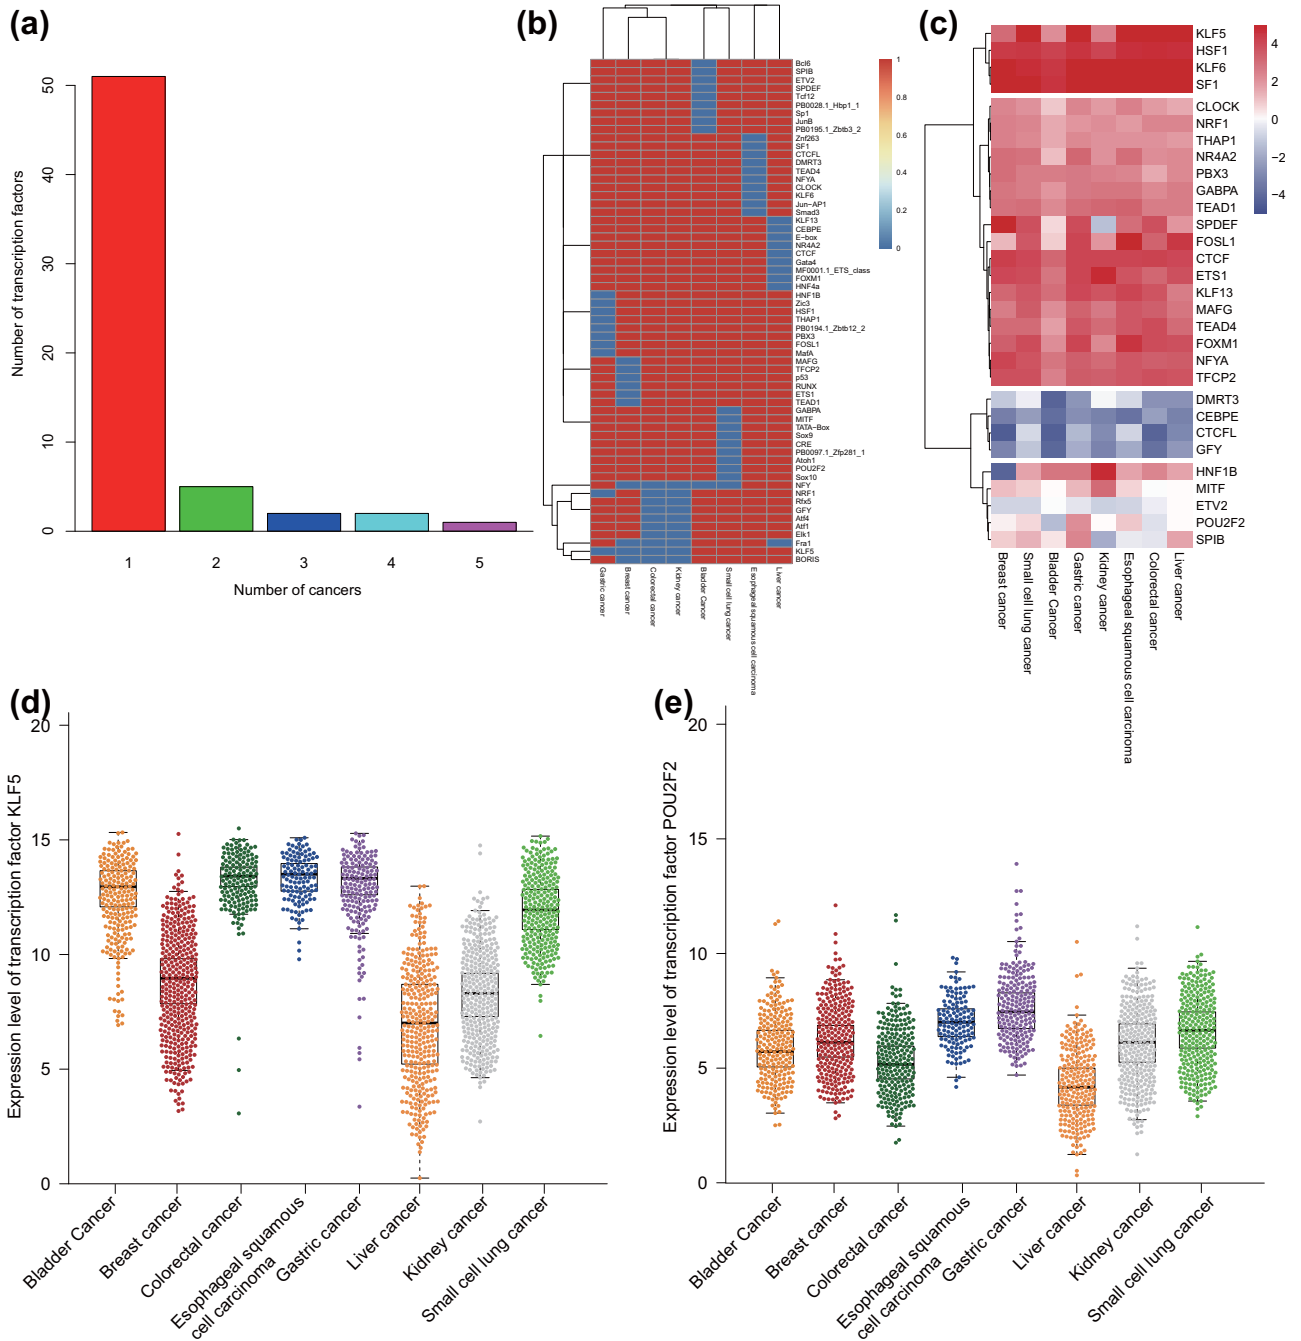 (a)
Number of transcription factors
50
40
30
20
10
0
1 2 3 4 5
Number of cancers
(b)
Bcl6
SPIB
ETV2
SPDEF
Tcf12
PB0028.1_Hbp1_1
Sp1
JunB
PB0195.1_Zbtb3_2
Znf263
SF1
CTCFL
DMRT3
TEAD4
NFYA
CLOCK
KLF6
Jun-AP1
Smad3
KLF13
CEBPE
E-box
NR4A2
CTCF
Gata4
MF0001.1_ETS_class
FOXM1
HNF4a
HNF1B
Zic3
HSF1
THAP1
PB0194.1_Zbtb12_2
PBX3
FOSL1
MafA
MAFG
TFCP2
p53
RUNX
ETS1
TEAD1
GABPA
MITF
TATA-Box
Sox9
CRE
PB0097.1_Zfp281_1
Atoh1
POU2F2
Sox10
NFY
NRF1
Rfx5
GFY
Atf4
Atf1
Elk1
Fra1
KLF5
BORIS
1
0.8
0.6
0.4
0.2
0
Gastric cancer
Breast cancer
Colorectal cancer
Kidney cancer
Bladder Cancer
Small cell lung cancer
Esophageal squamous cell carcinoma
Liver cancer
(c)
KLF5
HSF1
KLF6
SF1
CLOCK
NRF1
THAP1
NR4A2
PBX3
GABPA
TEAD1
SPDEF
FOSL1
CTCF
ETS1
KLF13
MAFG
TEAD4
FOXM1
NFYA
TFCP2
DMRT3
CEBPE
CTCFL
GFY
HNF1B
MITF
ETV2
POU2F2
SPIB
4
2
0
−2
−4
Breast cancer
Small cell lung cancer
Bladder Cancer
Gastric cancer
Kidney cancer
Esophageal squamous cell carcinoma
Colorectal cancer
Liver cancer
(d)
Expression level of transcription factor KLF5
20
15
10
5
0
Bladder Cancer
Breast cancer
Colorectal cancer
Esophageal squamous
cell carcinoma
Gastric cancer
Liver cancer
Kidney cancer
Small cell lung cancer
(e)
Expression level of transcription factor POU2F2
20
15
10
5
0
Bladder Cancer
Breast cancer
Colorectal cancer
Esophageal squamous
cell carcinoma
Gastric cancer
Liver cancer
Kidney cancer
Small cell lung cancer